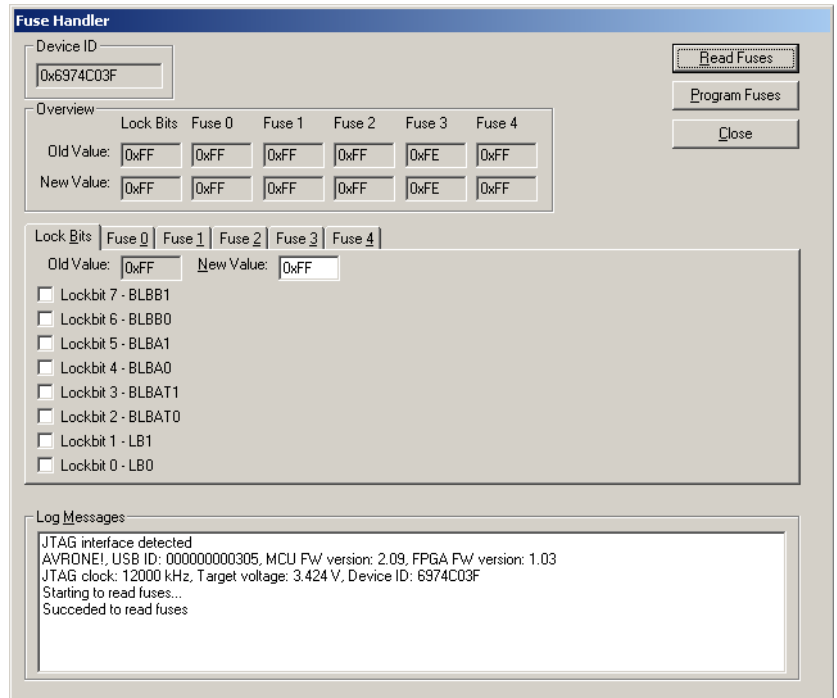 Fuse Handler
Device ID
0x6974C03F
Read Fuses
Program Fuses
Close
Overview
Lock Bits Fuse 0 Fuse 1 Fuse 2 Fuse 3 Fuse 4
Old Value: 0xFF 0xFF 0xFF 0xFF 0xFE 0xFF
New Value: 0xFF 0xFF 0xFF 0xFF 0xFE 0xFF
Lock Bits Fuse 0 Fuse 1 Fuse 2 Fuse 3 Fuse 4
Old Value: 0xFF New Value: 0xFF
Lockbit 7 - BLBB1
Lockbit 6 - BLBB0
Lockbit 5 - BLBA1
Lockbit 4 - BLBA0
Lockbit 3 - BLBAT1
Lockbit 2 - BLBAT0
Lockbit 1 - LB1
Lockbit 0 - LB0
Log Messages
JTAG interface detected
AVRONE!, USB ID: 000000000305, MCU FW version: 2.09, FPGA FW version: 1.03
JTAG clock: 12000 kHz, Target voltage: 3.424 V, Device ID: 6974C03F
Starting to read fuses...
Succeded to read fuses